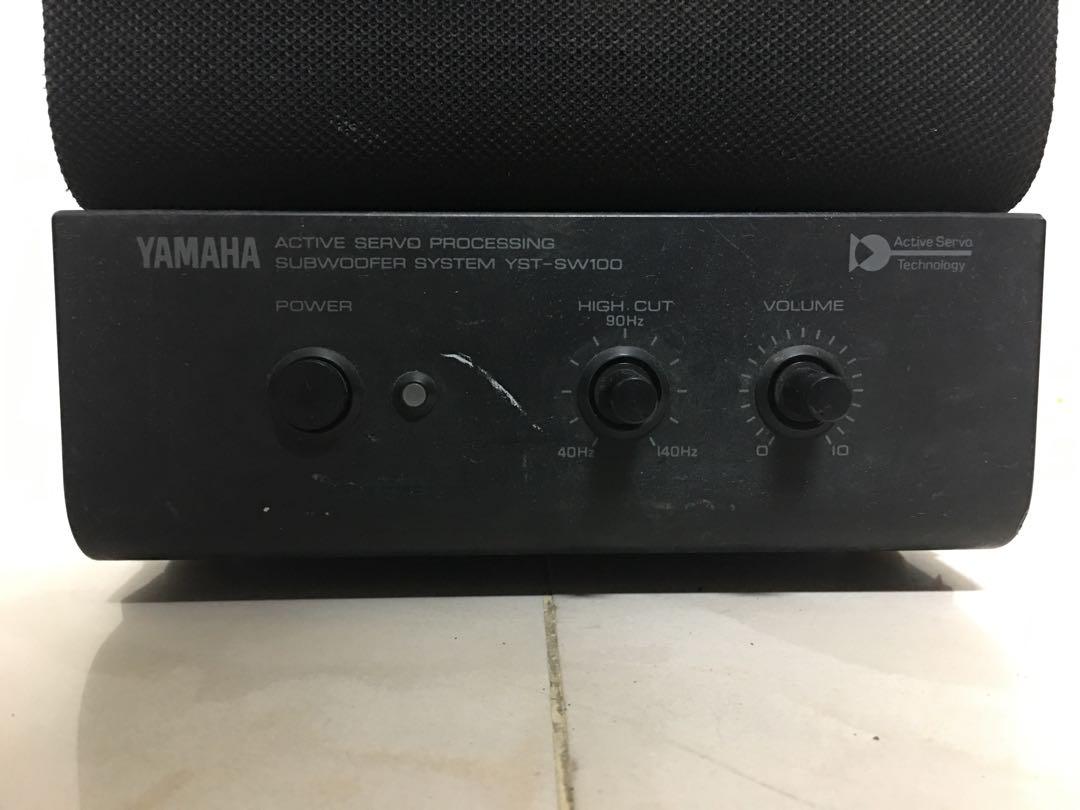 YAMAHA
ACTIVE SERVO PROCESSING
SUBWOOFER SYSTEM YST-SW100
Active Servo
Technology
POWER
HIGH CUT
VOLUME
90Hz
40Hz
140Hz
0
10